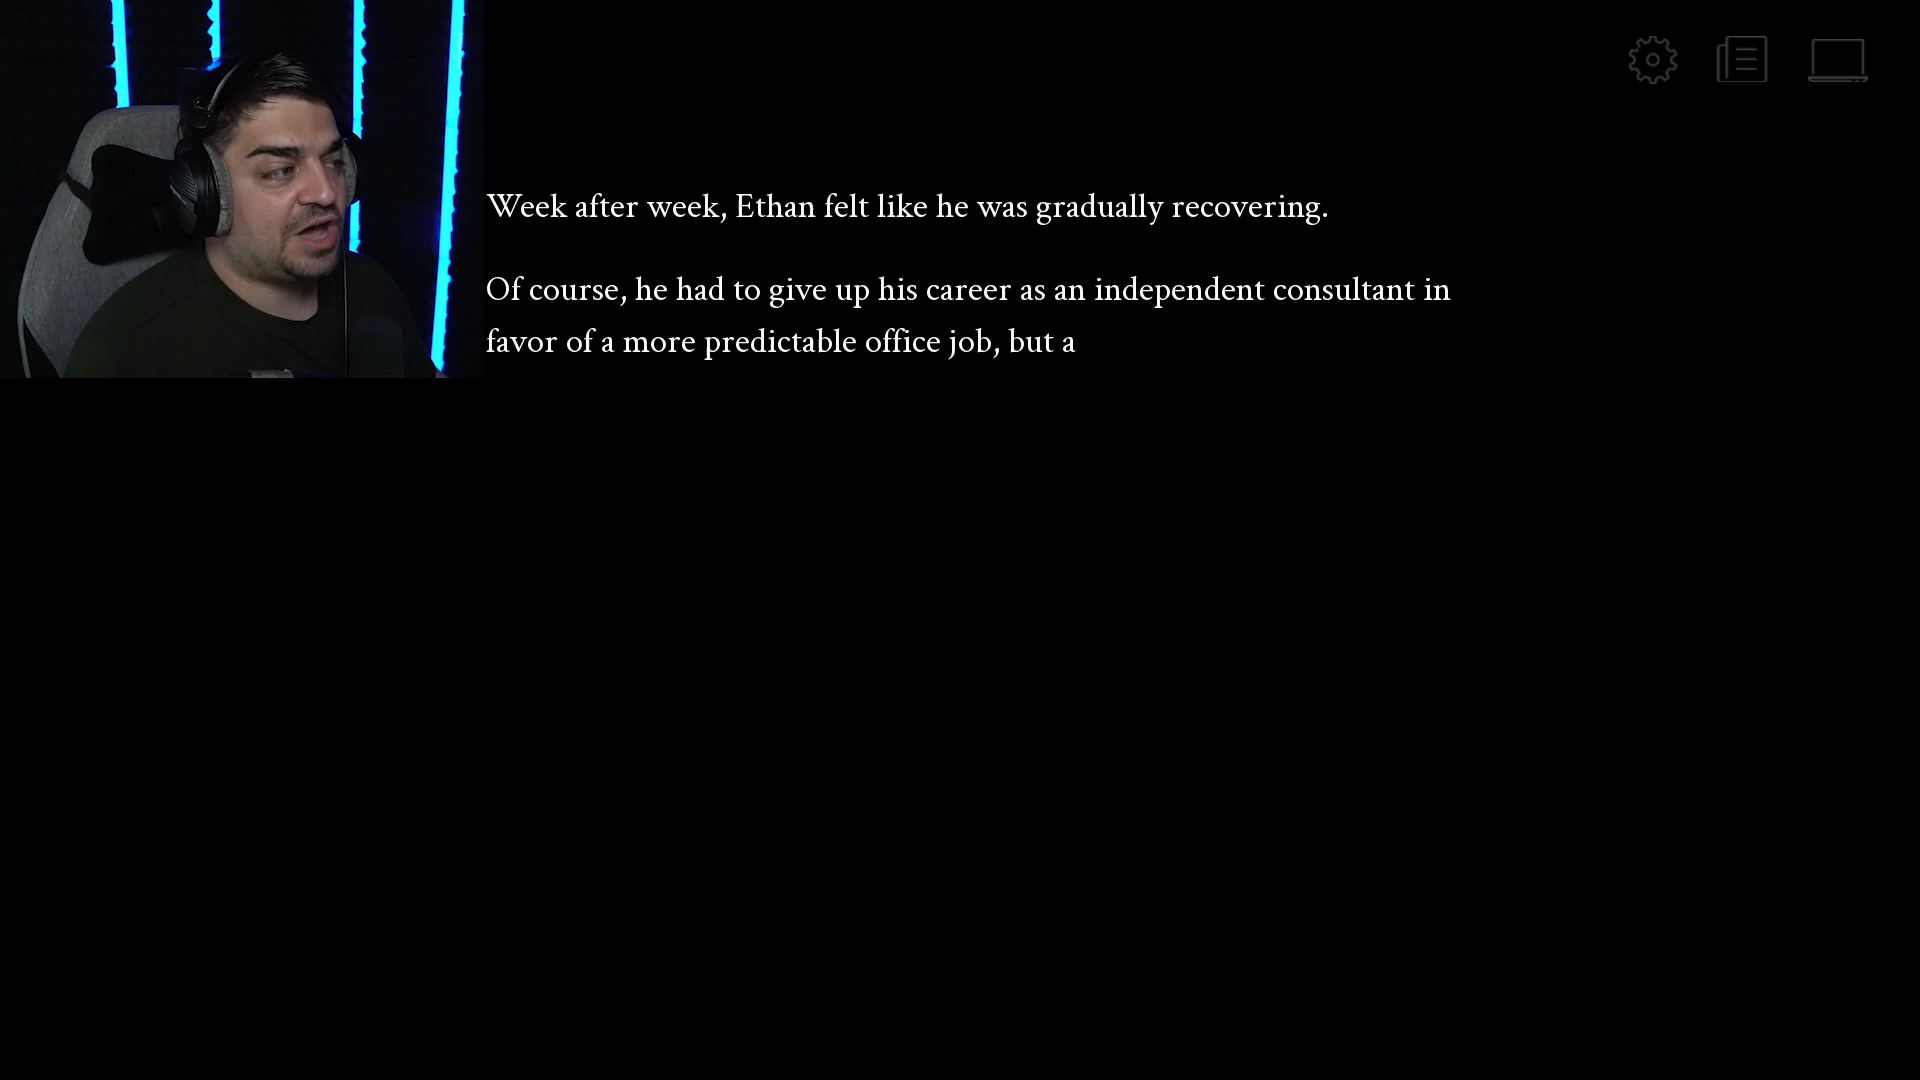 Week after week, Ethan felt like he was gradually recovering.
Of course, he had to give up his career as an independent consultant in
favor of a more predictable office job, but a